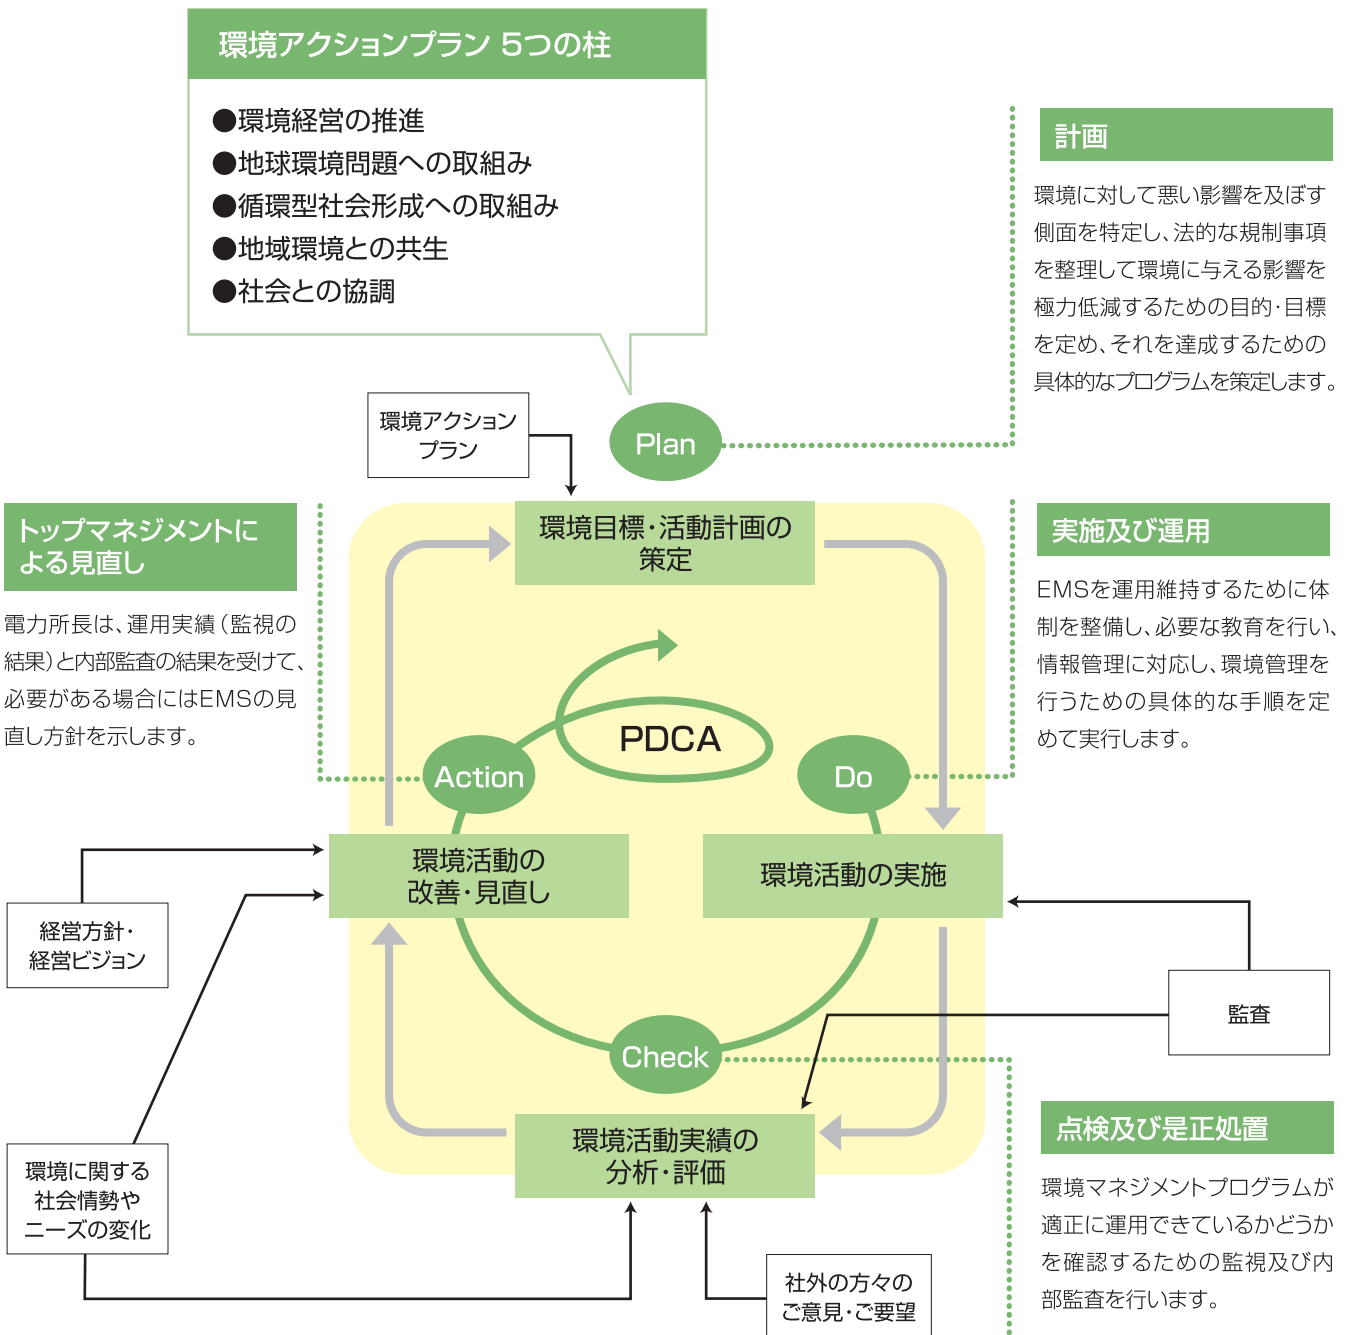 環境アクションプラン 5つの柱
●環境経営の推進
●地球環境問題への取組み
●循環型社会形成への取組み
●地域環境との共生
●社会との協調
計画
環境に対して悪い影響を及ぼす
側面を特定し、法的な規制事項
を整理して環境に与える影響を
極力低減するための目的・目標
を定め、それを達成するための
具体的なプログラムを策定します。
環境アクション
プラン
Plan
トップマネジメントに
よる見直し
電力所長は、運用実績(監視の
結果)と内部監査の結果を受けて、
必要がある場合にはEMSの見
直し方針を示します。
環境目標・活動計画の
策定
実施及び運用
EMSを運用維持するために体
制を整備し、必要な教育を行い、
情報管理に対応し、環境管理を
行うための具体的な手順を定
めて実行します。
PDCA
Action
Do
環境活動の
改善・見直し
環境活動の実施
経営方針・
経営ビジョン
監査
Check
環境活動実績の
分析・評価
点検及び是正処置
環境マネジメントプログラムが
適正に運用できているかどうか
を確認するための監視及び内
部監査を行います。
環境に関する
社会情勢や
ニーズの変化
社外の方々の
ご意見・ご要望